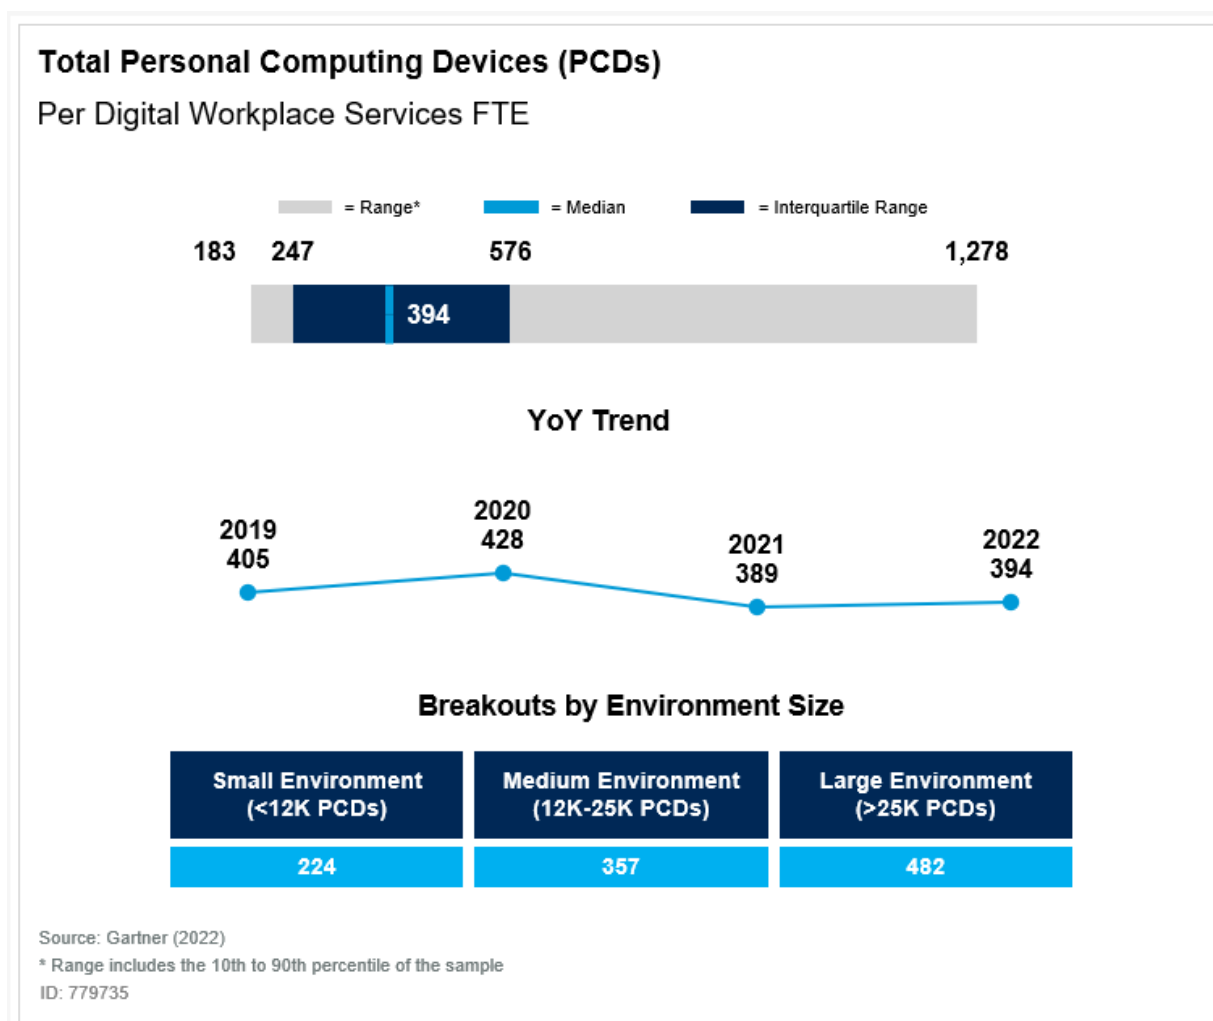 Total Personal Computing Devices (PCDs)
Per Digital Workplace Services FTE
= Range* = Median = Interquartile Range
183 247 576 1,278
394
YoY Trend
2019
405
2020
428
2021
389
2022
394
Breakouts by Environment Size
Small Environment
(<12K PCDs)
Medium Environment
(12K-25K PCDs)
Large Environment
(>25K PCDs)
224 357 482
Source: Gartner (2022)
* Range includes the 10th to 90th percentile of the sample
ID: 779735